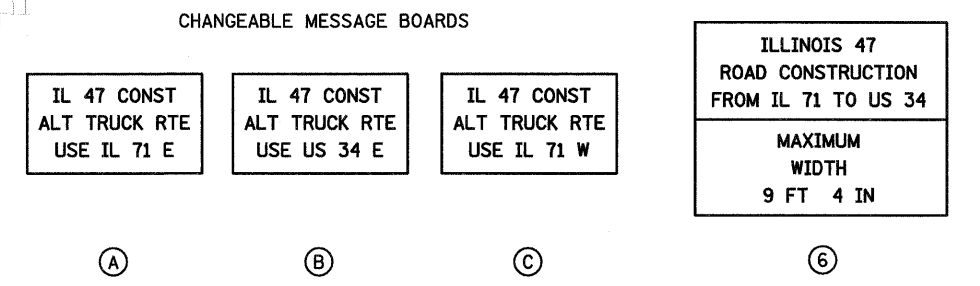 CHANGEABLE MESSAGE BOARDS
IL 47 CONST
ALT TRUCK RTE
USE IL 71 E
A
IL 47 CONST
ALT TRUCK RTE
USE US 34 E
B
IL 47 CONST
ALT TRUCK RTE
USE IL 71 W
C
ILLINOIS 47
ROAD CONSTRUCTION
FROM IL 71 TO US 34
MAXIMUM
WIDTH
9 FT 4 IN
6